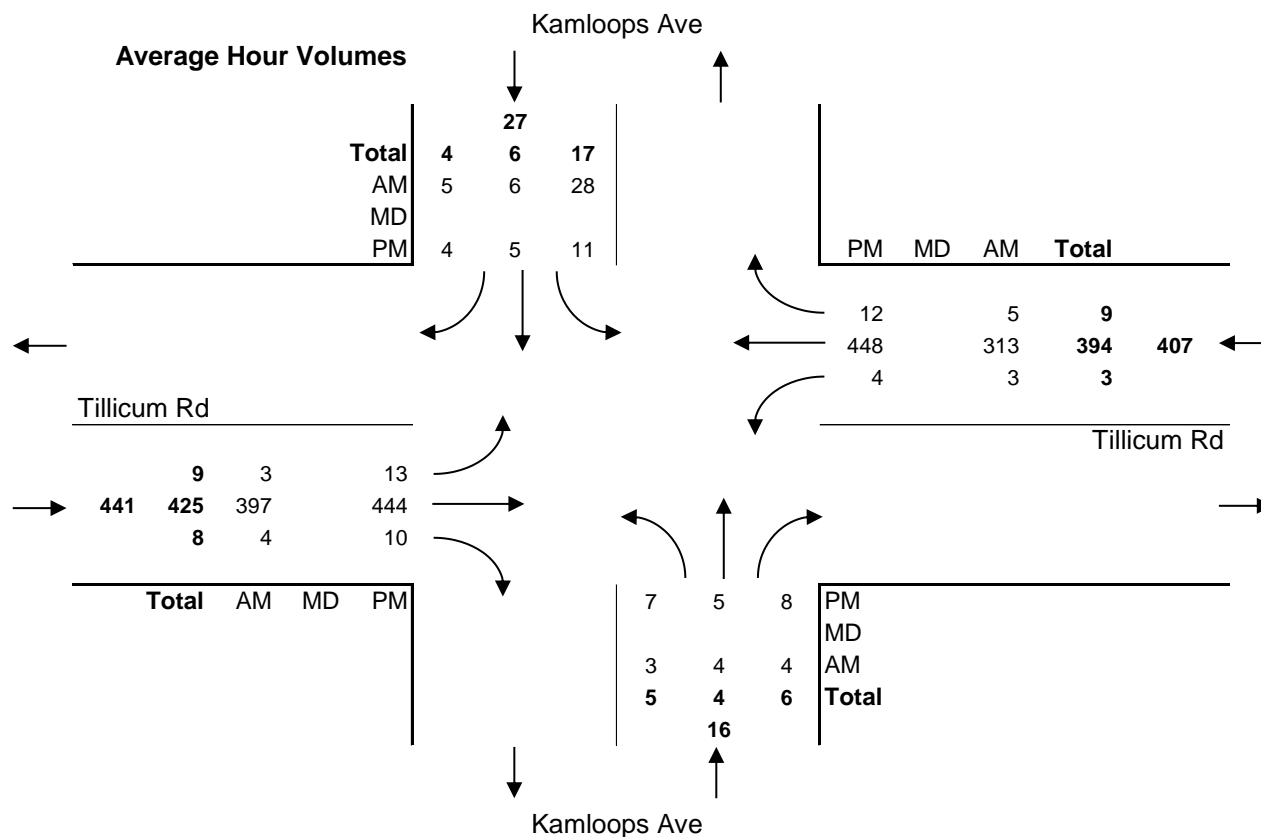 Kamloops Ave
Average Hour Volumes
27
Total 4 6 17
AM 5 6 28
MD
PM 4 5 11
PM MD AM Total
12 5 9
448 313 394 407
4 3 3
Tillicum Rd
Tillicum Rd
9 3 13
441 425 397 444
8 4 10
Total AM MD PM
7 5 8 PM
MD
3 4 4 AM
5 4 6 Total
16
Kamloops Ave